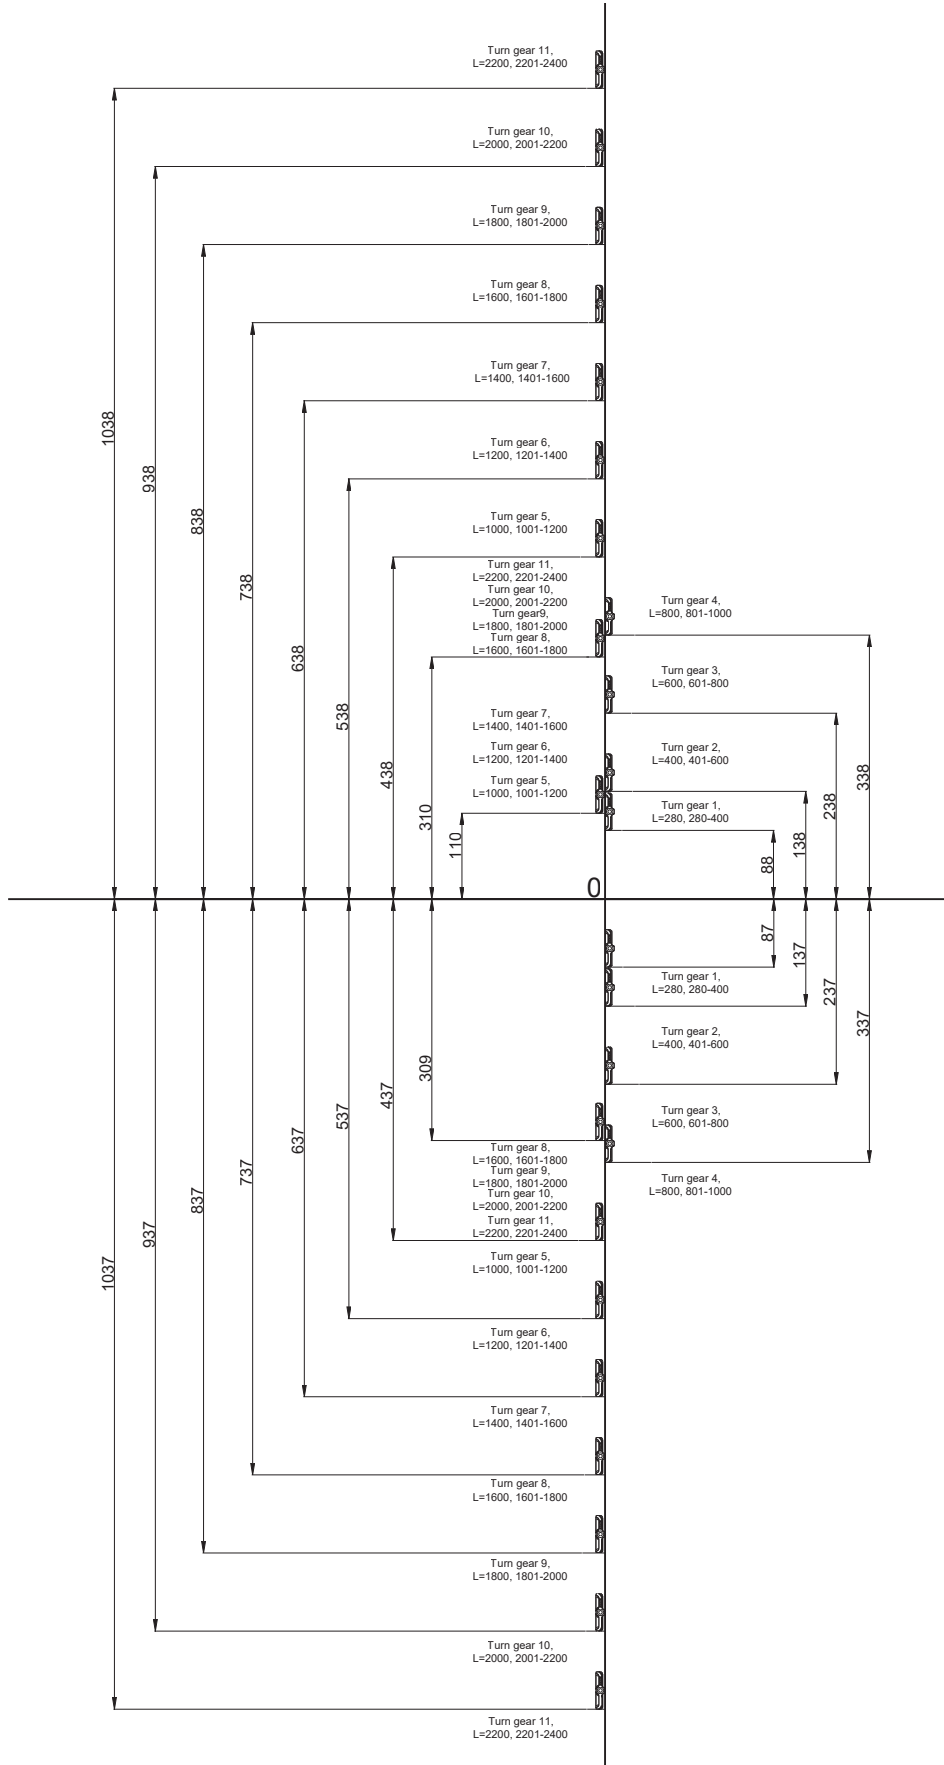 Turn gear 11,
L=2200, 2201-2400
Turn gear 10,
L=2000, 2001-2200
Turn gear 9,
L=1800, 1801-2000
Turn gear 8,
L=1600, 1601-1800
Turn gear 7,
L=1400, 1401-1600
1038
Turn gear 6,
L=1200, 1201-1400
938
838
Turn gear 5,
L=1000, 1001-1200
738
Turn gear 11,
L=2200, 2201-2400
Turn gear 10,
L=2000, 2001-2200
Turn gear9,
L=1800, 1801-2000
Turn gear 8,
L=1600, 1601-1800
Turn gear 4,
L=800, 801-1000
638
Turn gear 3,
L=600, 601-800
538
Turn gear 7,
L=1400, 1401-1600
Turn gear 6,
L=1200, 1201-1400
Turn gear 2,
L=400, 401-600
438
338
Turn gear 5,
L=1000, 1001-1200
238
310
Turn gear 1,
L=280, 280-400
110
138
88
0
87
137
Turn gear 1,
L=280, 280-400
237
337
Turn gear 2,
L=400, 401-600
309
437
537
637
Turn gear 3,
L=600, 601-800
737
837
937
1037
Turn gear 8,
L=1600, 1601-1800
Turn gear 9,
L=1800, 1801-2000
Turn gear 10,
L=2000, 2001-2200
Turn gear 11,
L=2200, 2201-2400
Turn gear 4,
L=800, 801-1000
Turn gear 5,
L=1000, 1001-1200
Turn gear 6,
L=1200, 1201-1400
Turn gear 7,
L=1400, 1401-1600
Turn gear 8,
L=1600, 1601-1800
Turn gear 9,
L=1800, 1801-2000
Turn gear 10,
L=2000, 2001-2200
Turn gear 11,
L=2200, 2201-2400